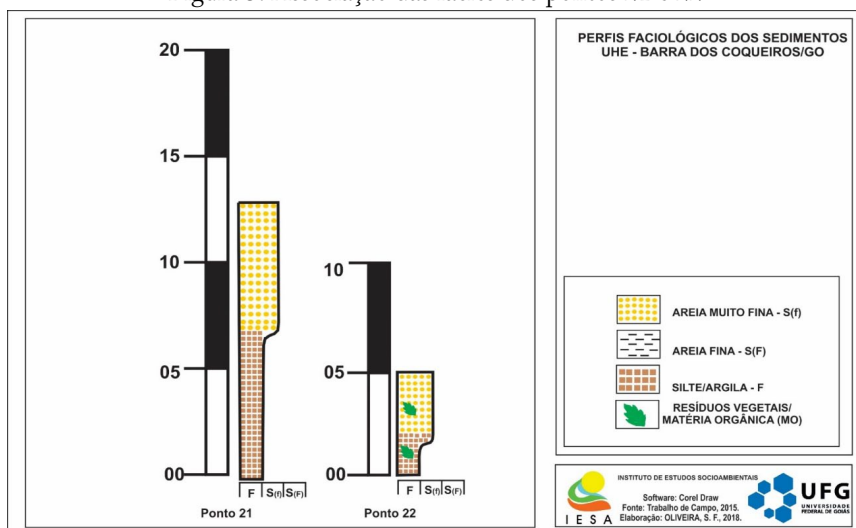 20
15
10
05
00
F S(f) S(F)
Ponto 21
10
05
00
F S(f) S(F)
Ponto 22
PERFIS FACIOLÓGICOS DOS SEDIMENTOS
UHE - BARRA DOS COQUEIROS/GO
AREIA MUITO FINA - S(f)
AREIA FINA - S(F)
SILTE/ARGILA - F
RESÍDUOS VEGETAIS/
MATÉRIA ORGÂNICA (MO)
IESA
INSTITUTO DE ESTUDOS SOCIOAMBIENTAIS
Software: Corel Draw
Fonte: Trabalho de Campo, 2015.
Elaboração: OLIVEIRA, S. F., 2018.
UFG
UNIVERSIDADE
FEDERAL DE GOIÁS